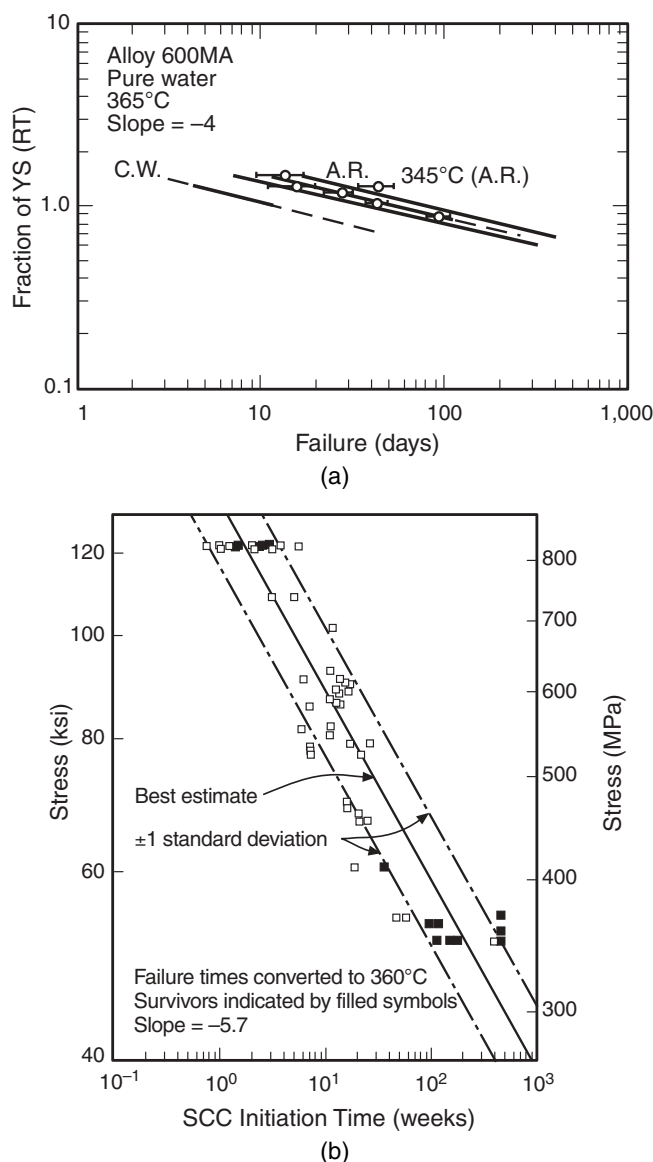 10
Alloy 600MA
Pure water
365°C
Slope = –4
C.W.
A.R.
345°C (A.R.)
1.0
0.1
Fraction of YS (RT)
1
10
100
1,000
Failure (days)
(a)
120
100
80
60
40
Stress (ksi)
800
700
600
500
400
300
Stress (MPa)
Best estimate
±1 standard deviation
Failure times converted to 360°C
Survivors indicated by filled symbols
Slope = –5.7
10–1
100
101
102
103
SCC Initiation Time (weeks)
(b)